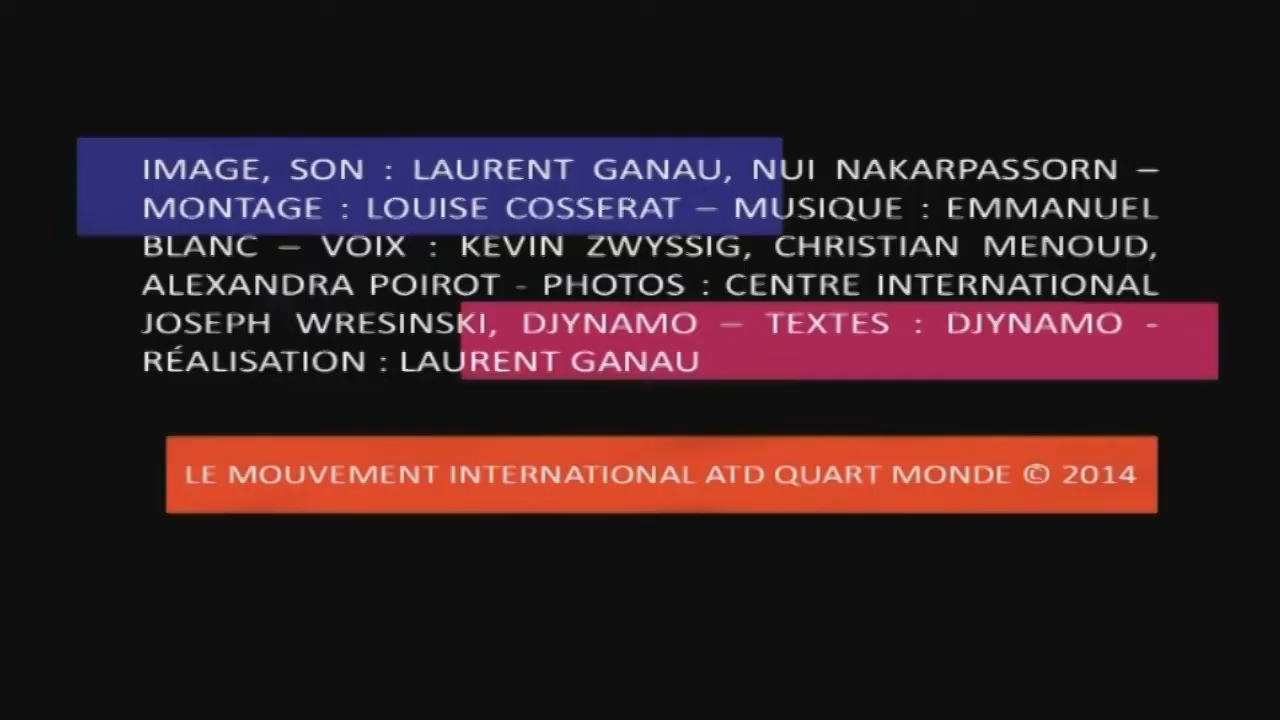 IMAGE, SON : LAURENT GANAU, NUI NAKARPASSORN –
MONTAGE : LOUISE COSSERAT – MUSIQUE : EMMANUEL
BLANC – VOIX : KEVIN ZWYSSIG, CHRISTIAN MENOUD,
ALEXANDRA POIROT - PHOTOS : CENTRE INTERNATIONAL
JOSEPH WRESINSKI, DJYNAMO – TEXTES : DJYNAMO -
RÉALISATION : LAURENT GANAU
LE MOUVEMENT INTERNATIONAL ATD QUART MONDE © 2014